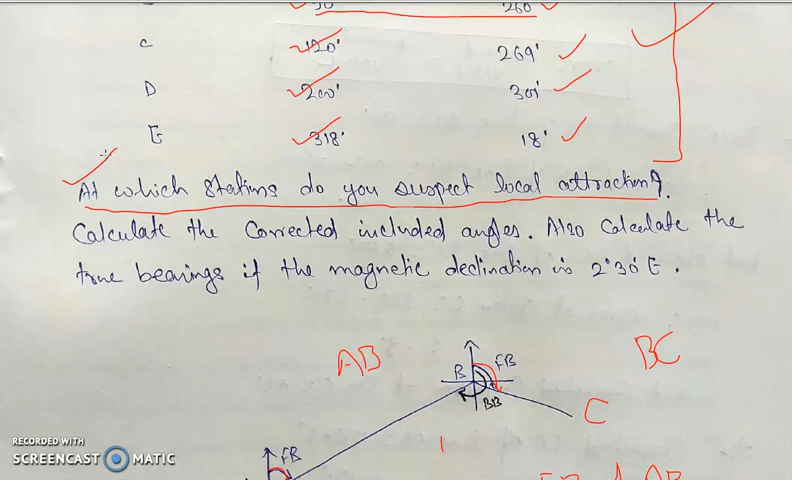 50° 260°
C 120° 269°
D 200° 301°
E 318° 18°
At which stations do you suspect local attraction?
Calculate the corrected included angles. Also calculate the
true bearings if the magnetic declination is 2°30' E.
AB BC
B FB
BB C
FB
RECORDED WITH
SCREENCAST MATIC